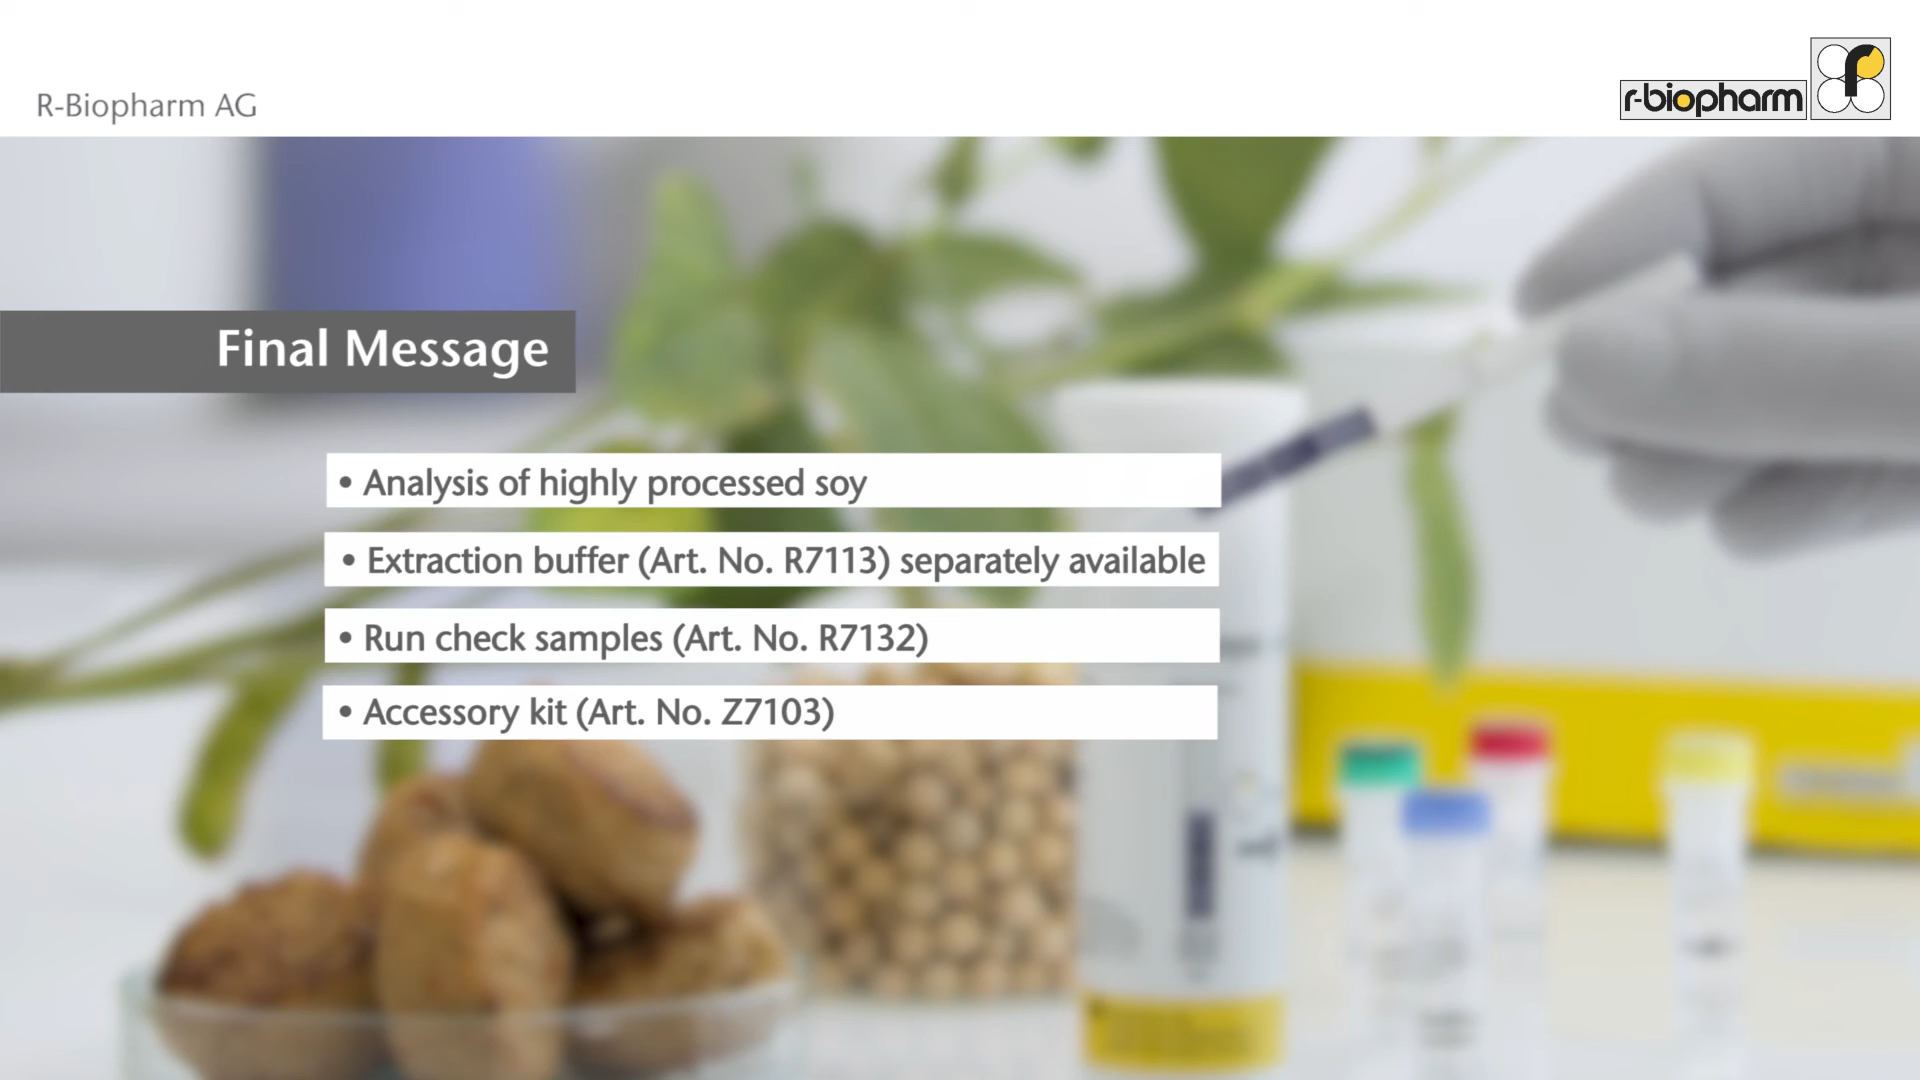 R-Biopharm AG
r-biopharm
Final Message
• Analysis of highly processed soy
• Extraction buffer (Art. No. R7113) separately available
• Run check samples (Art. No. R7132)
• Accessory kit (Art. No. Z7103)